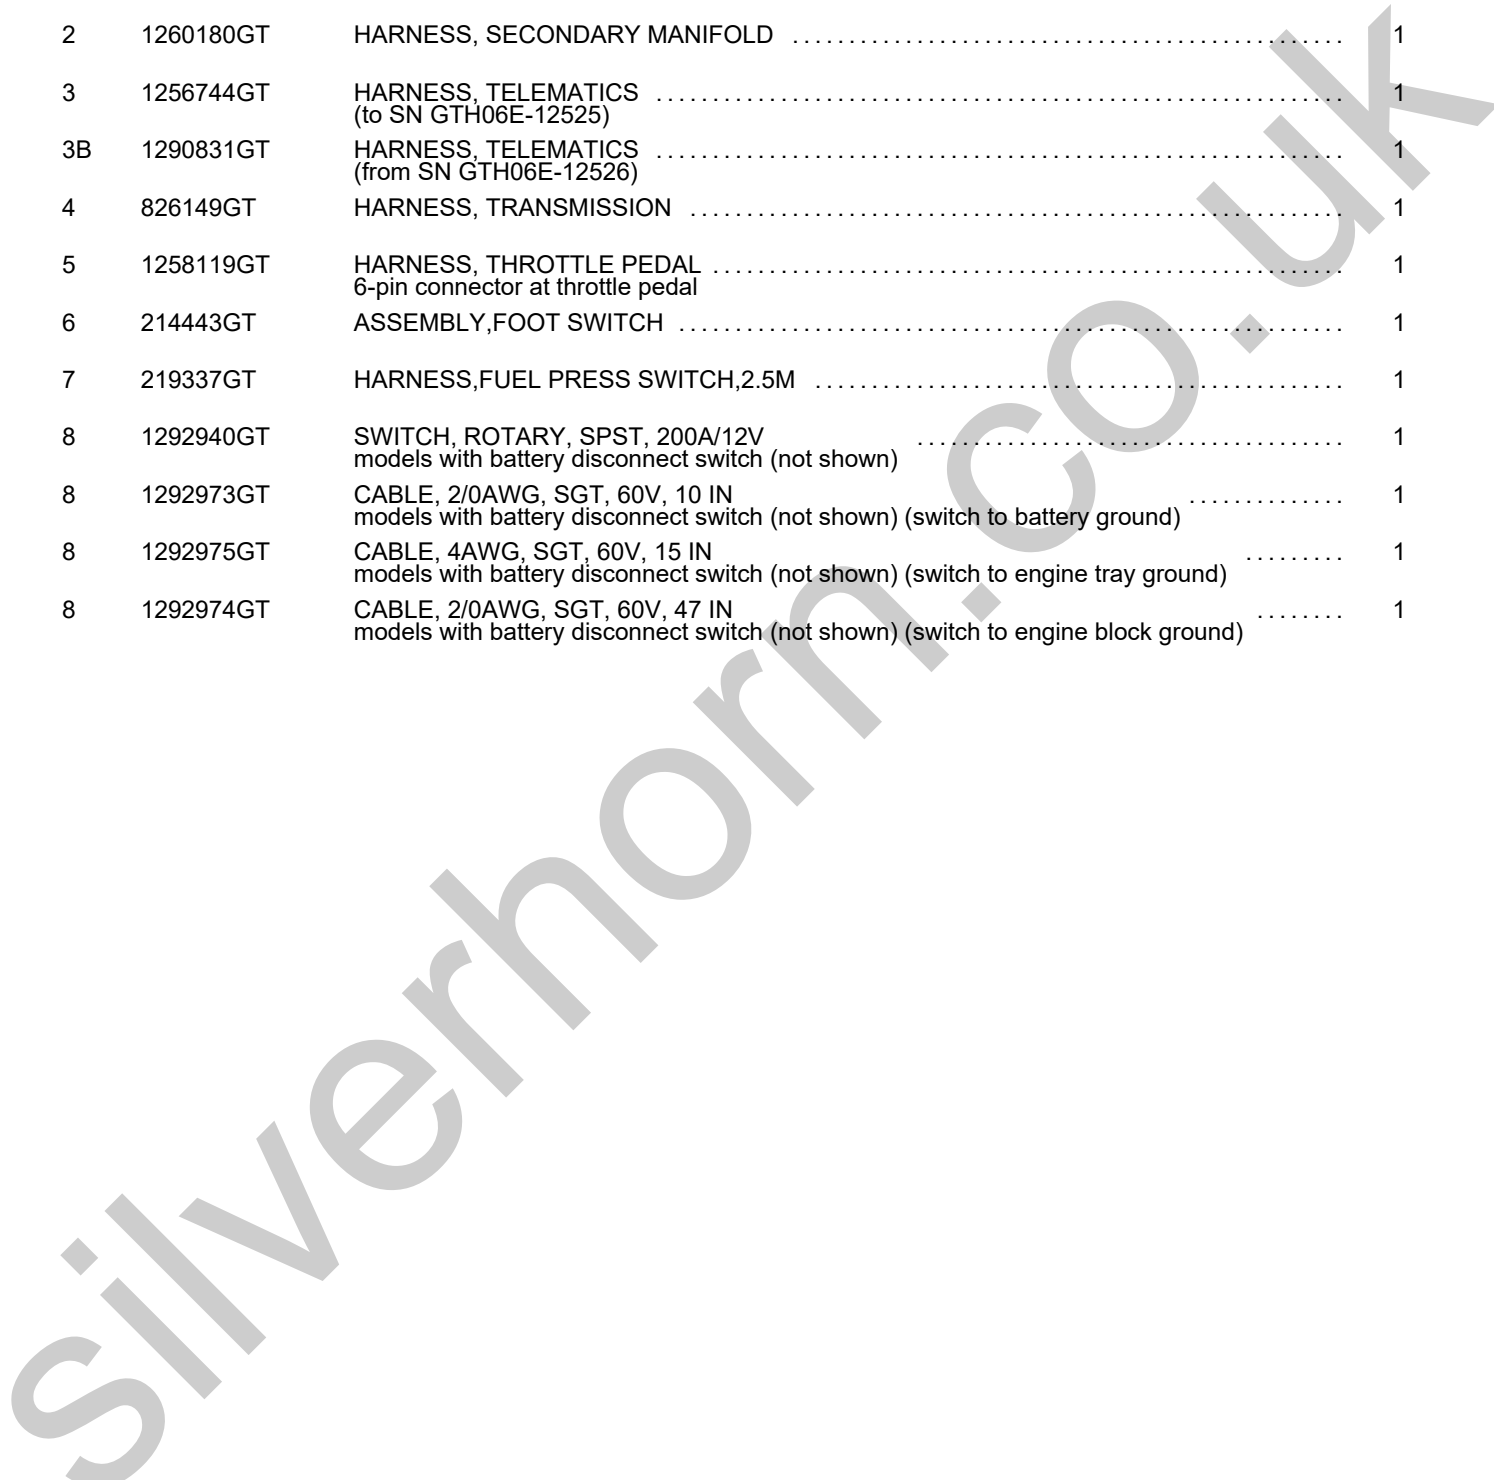 2 1260180GT HARNESS, SECONDARY MANIFOLD ................................................. 1
3 1256744GT HARNESS, TELEMATICS ............................................................. 1
(to SN GTH06E-12525)
3B 1290831GT HARNESS, TELEMATICS ............................................................. 1
(from SN GTH06E-12526)
4 826149GT HARNESS, TRANSMISSION .......................................................... 1
5 1258119GT HARNESS, THROTTLE PEDAL ........................................................ 1
6-pin connector at throttle pedal
6 214443GT ASSEMBLY,FOOT SWITCH ........................................................... 1
7 219337GT HARNESS,FUEL PRESS SWITCH,2.5M ............................................... 1
8 1292940GT SWITCH, ROTARY, SPST, 200A/12V ...................................... 1
models with battery disconnect switch (not shown)
8 1292973GT CABLE, 2/0AWG, SGT, 60V, 10 IN .............. 1
models with battery disconnect switch (not shown) (switch to battery ground)
8 1292975GT CABLE, 4AWG, SGT, 60V, 15 IN ......... 1
models with battery disconnect switch (not shown) (switch to engine tray ground)
8 1292974GT CABLE, 2/0AWG, SGT, 60V, 47 IN ........ 1
models with battery disconnect switch (not shown) (switch to engine block ground)
silverhorn.co.uk